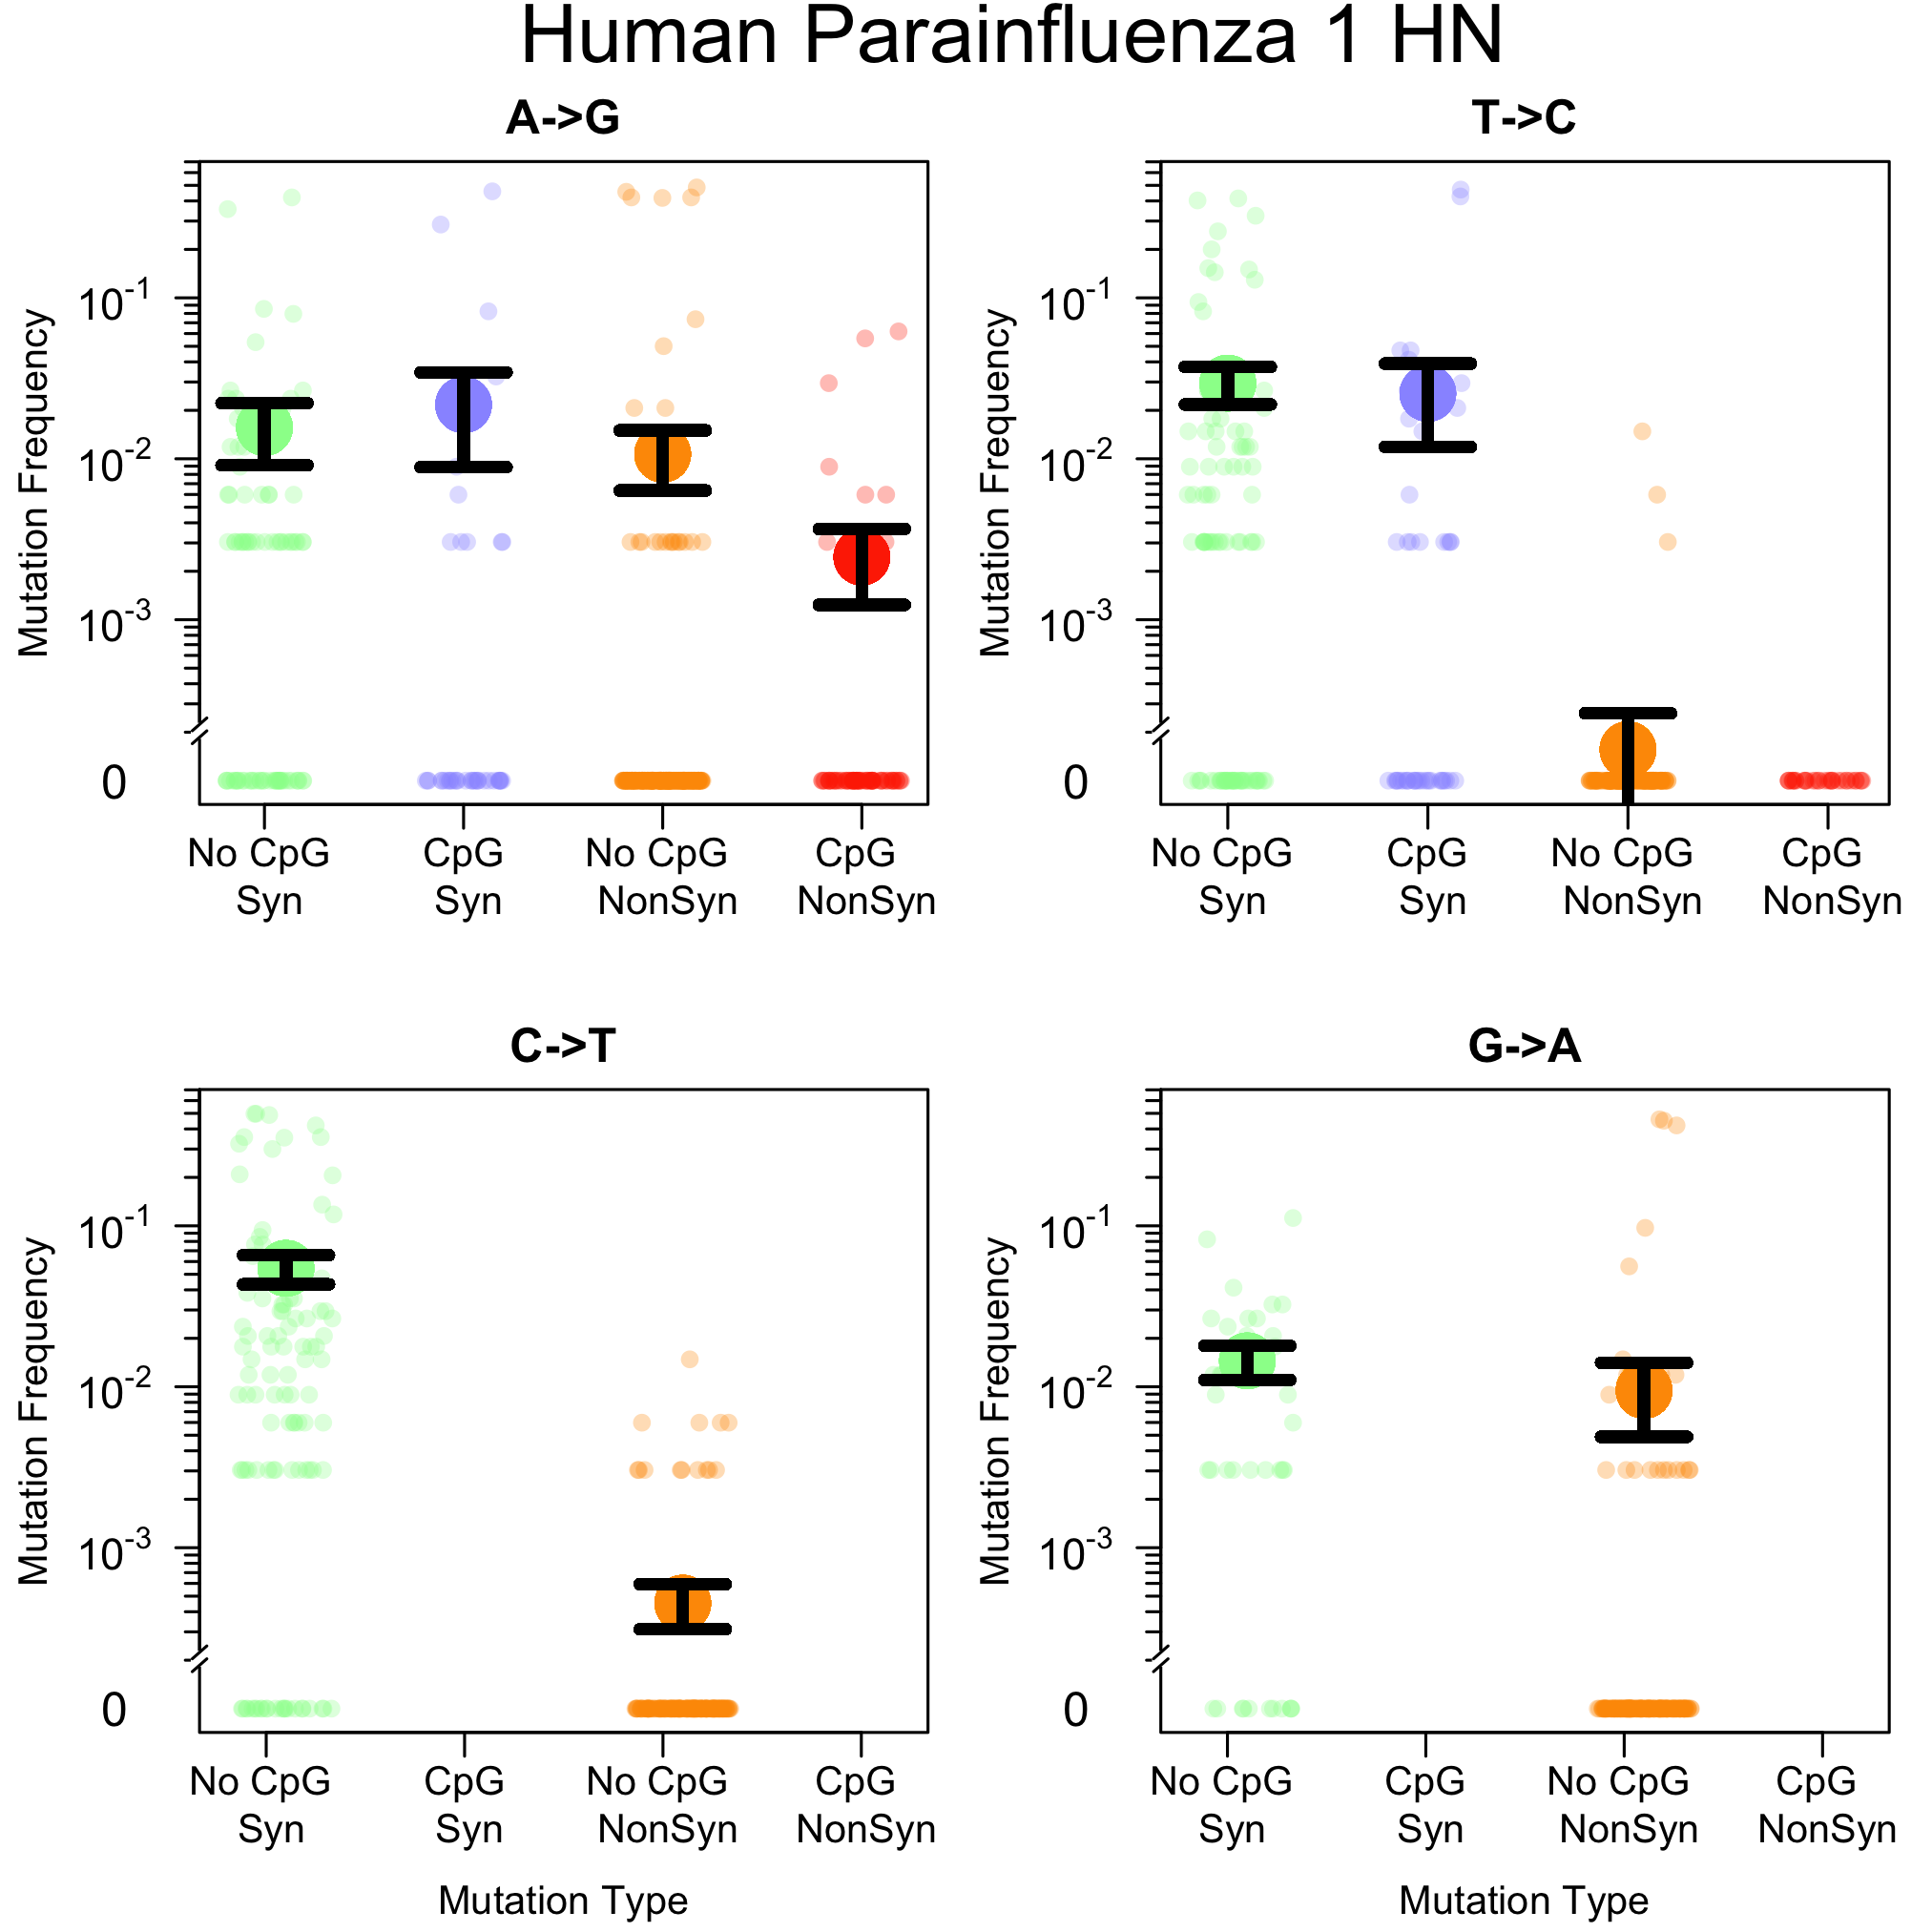 Human Parainfluenza 1 HN
A->G
Mutation Frequency
10-1
10-2
10-3
0
No CpG CpG No CpG CpG
Syn Syn NonSyn NonSyn
T->C
Mutation Frequency
10-1
10-2
10-3
0
No CpG CpG No CpG CpG
Syn Syn NonSyn NonSyn
C->T
Mutation Frequency
10-1
10-2
10-3
0
No CpG CpG No CpG CpG
Syn Syn NonSyn NonSyn
Mutation Type
G->A
Mutation Frequency
10-1
10-2
10-3
0
No CpG CpG No CpG CpG
Syn Syn NonSyn NonSyn
Mutation Type